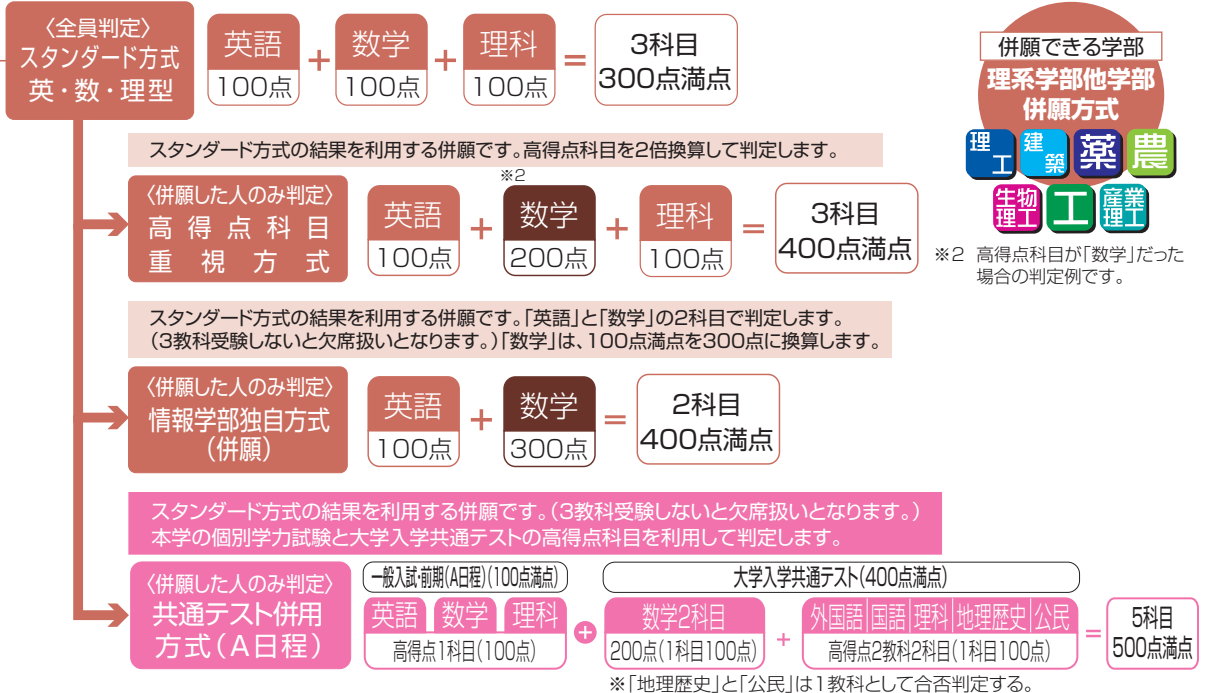 〈全員判定〉
スタンダード方式
英・数・理型
英語
100点
+
数学
100点
+
理科
100点
=
3科目
300点満点
併願できる学部
理系学部他学部
併願方式
理工
建築
薬
農
生物理工
工
産業理工
※2 高得点科目が「数学」だった
場合の判定例です。
スタンダード方式の結果を利用する併願です。高得点科目を2倍換算して判定します。
〈併願した人のみ判定〉
高得点科目
重視方式
英語
100点
+
※2
数学
200点
+
理科
100点
=
3科目
400点満点
スタンダード方式の結果を利用する併願です。「英語」と「数学」の2科目で判定します。
(3教科受験しないと欠席扱いとなります。)「数学」は、100点満点を300点に換算します。
〈併願した人のみ判定〉
情報学部独自方式
(併願)
英語
100点
+
数学
300点
=
2科目
400点満点
スタンダード方式の結果を利用する併願です。(3教科受験しないと欠席扱いとなります。)
本学の個別学力試験と大学入学共通テストの高得点科目を利用して判定します。
〈併願した人のみ判定〉
共通テスト併用
方式(A日程)
一般入試・前期(A日程)(100点満点)
英語 数学 理科
高得点1科目(100点)
+
大学入学共通テスト(400点満点)
数学2科目
200点(1科目100点)
+
外国語 国語 理科 地理歴史 公民
高得点2教科2科目(1科目100点)
=
5科目
500点満点
※「地理歴史」と「公民」は1教科として合否判定する。